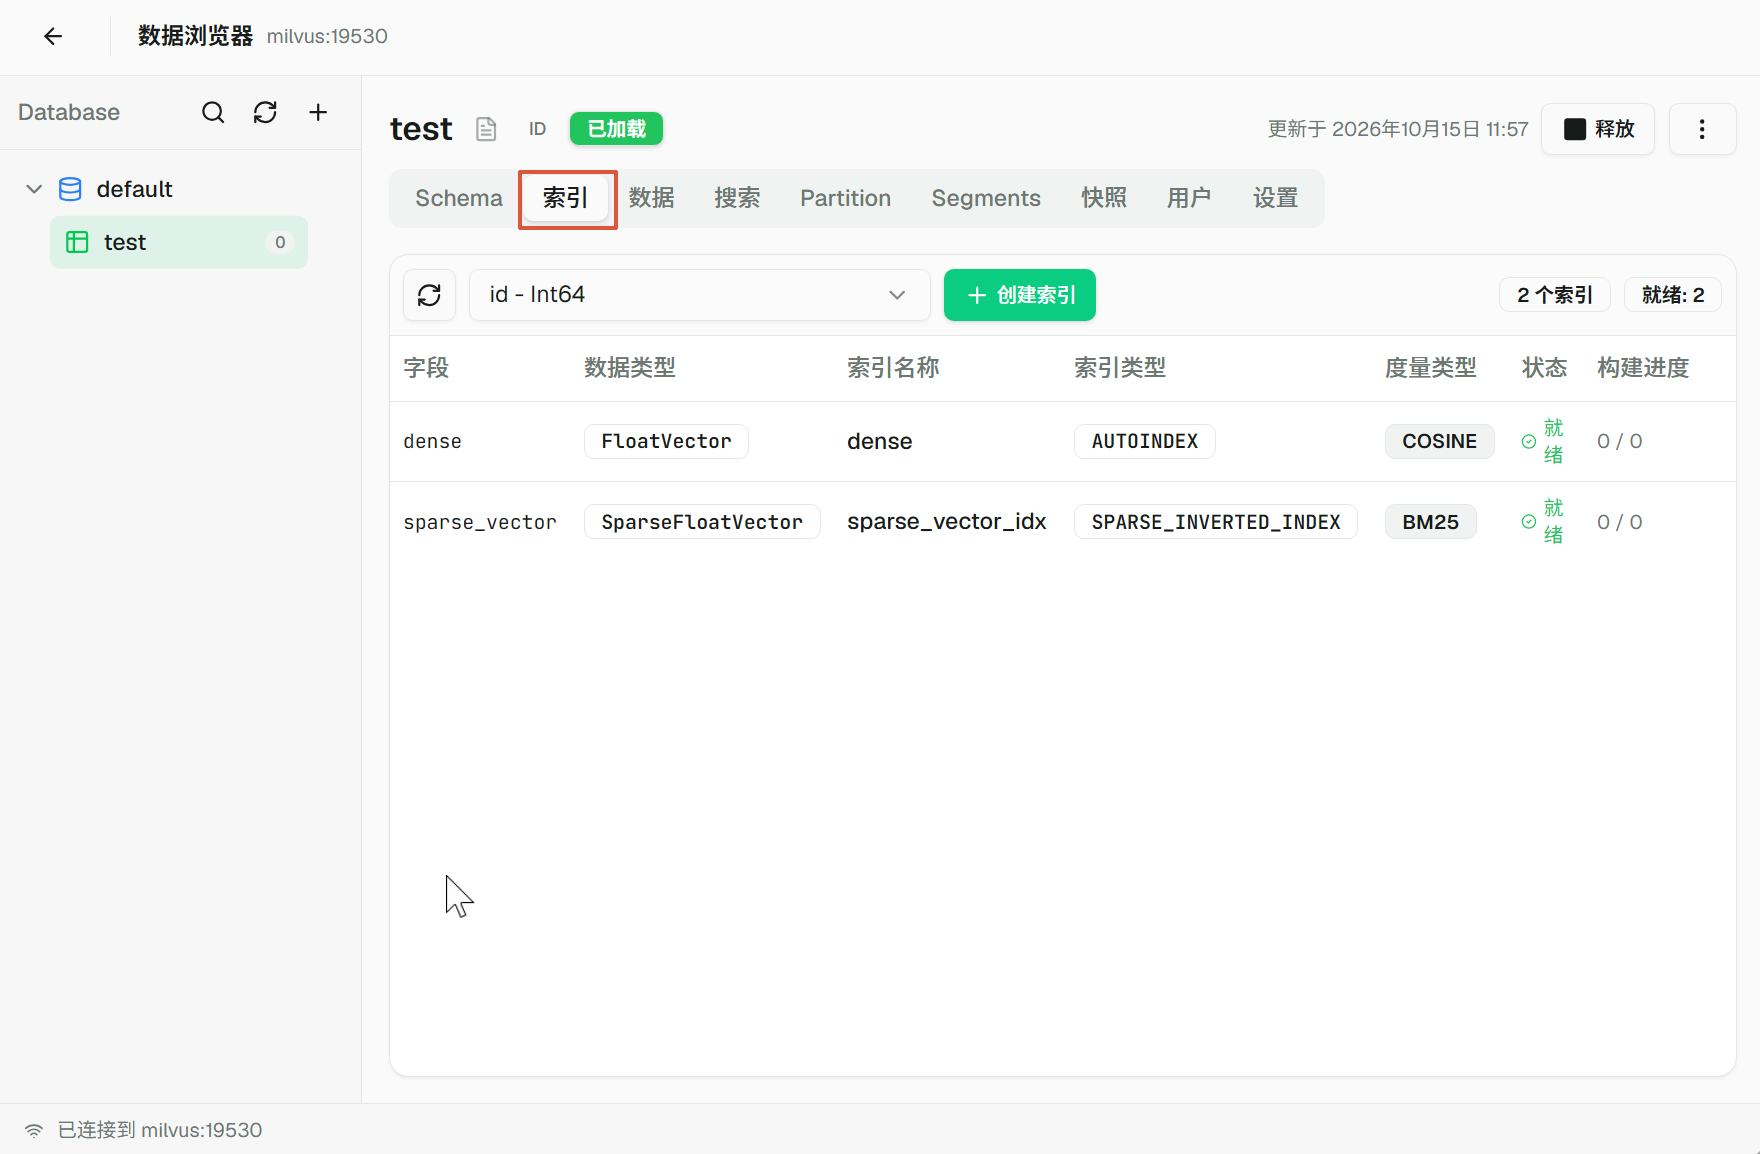 数据浏览器 milvus:19530
Database
default
test 0
test ID 已加载
更新于 2026年10月15日 11:57 释放
Schema 索引 数据 搜索 Partition Segments 快照 用户 设置
id - Int64 创建索引 2 个索引 就绪: 2
字段 数据类型 索引名称 索引类型 度量类型 状态 构建进度
dense FloatVector dense AUTOINDEX COSINE 就绪 0 / 0
sparse_vector SparseFloatVector sparse_vector_idx SPARSE_INVERTED_INDEX BM25 就绪 0 / 0
已连接到 milvus:19530